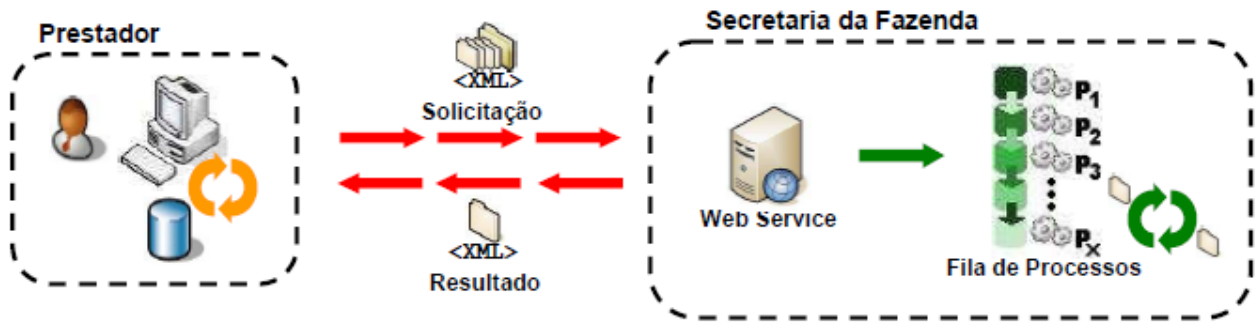 Prestador
<XML>
Solicitação
<XML>
Resultado
Secretaria da Fazenda
Web Service
P1
P2
P3
Px
Fila de Processos